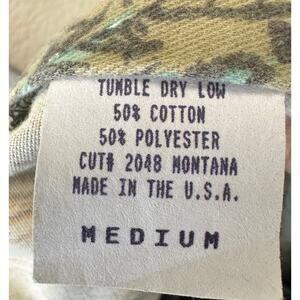 TUMBLE DRY LOW
50% COTTON
50% POLYESTER
CUT# 2048 MONTANA
MADE IN THE U.S.A.
MEDIUM